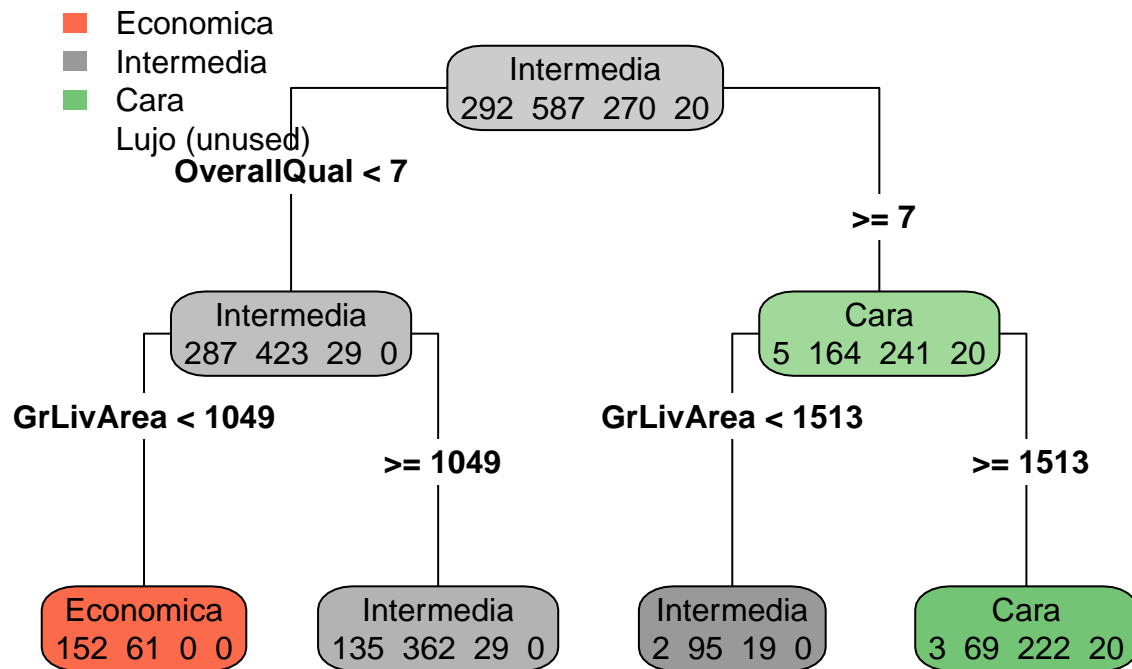 Economica
Intermedia
Cara
Lujo (unused)
Intermedia
292 587 270 20
OverallQual < 7
>= 7
Intermedia
287 423 29 0
Cara
5 164 241 20
GrLivArea < 1049
>= 1049
GrLivArea < 1513
>= 1513
Economica
152 61 0 0
Intermedia
135 362 29 0
Intermedia
2 95 19 0
Cara
3 69 222 20